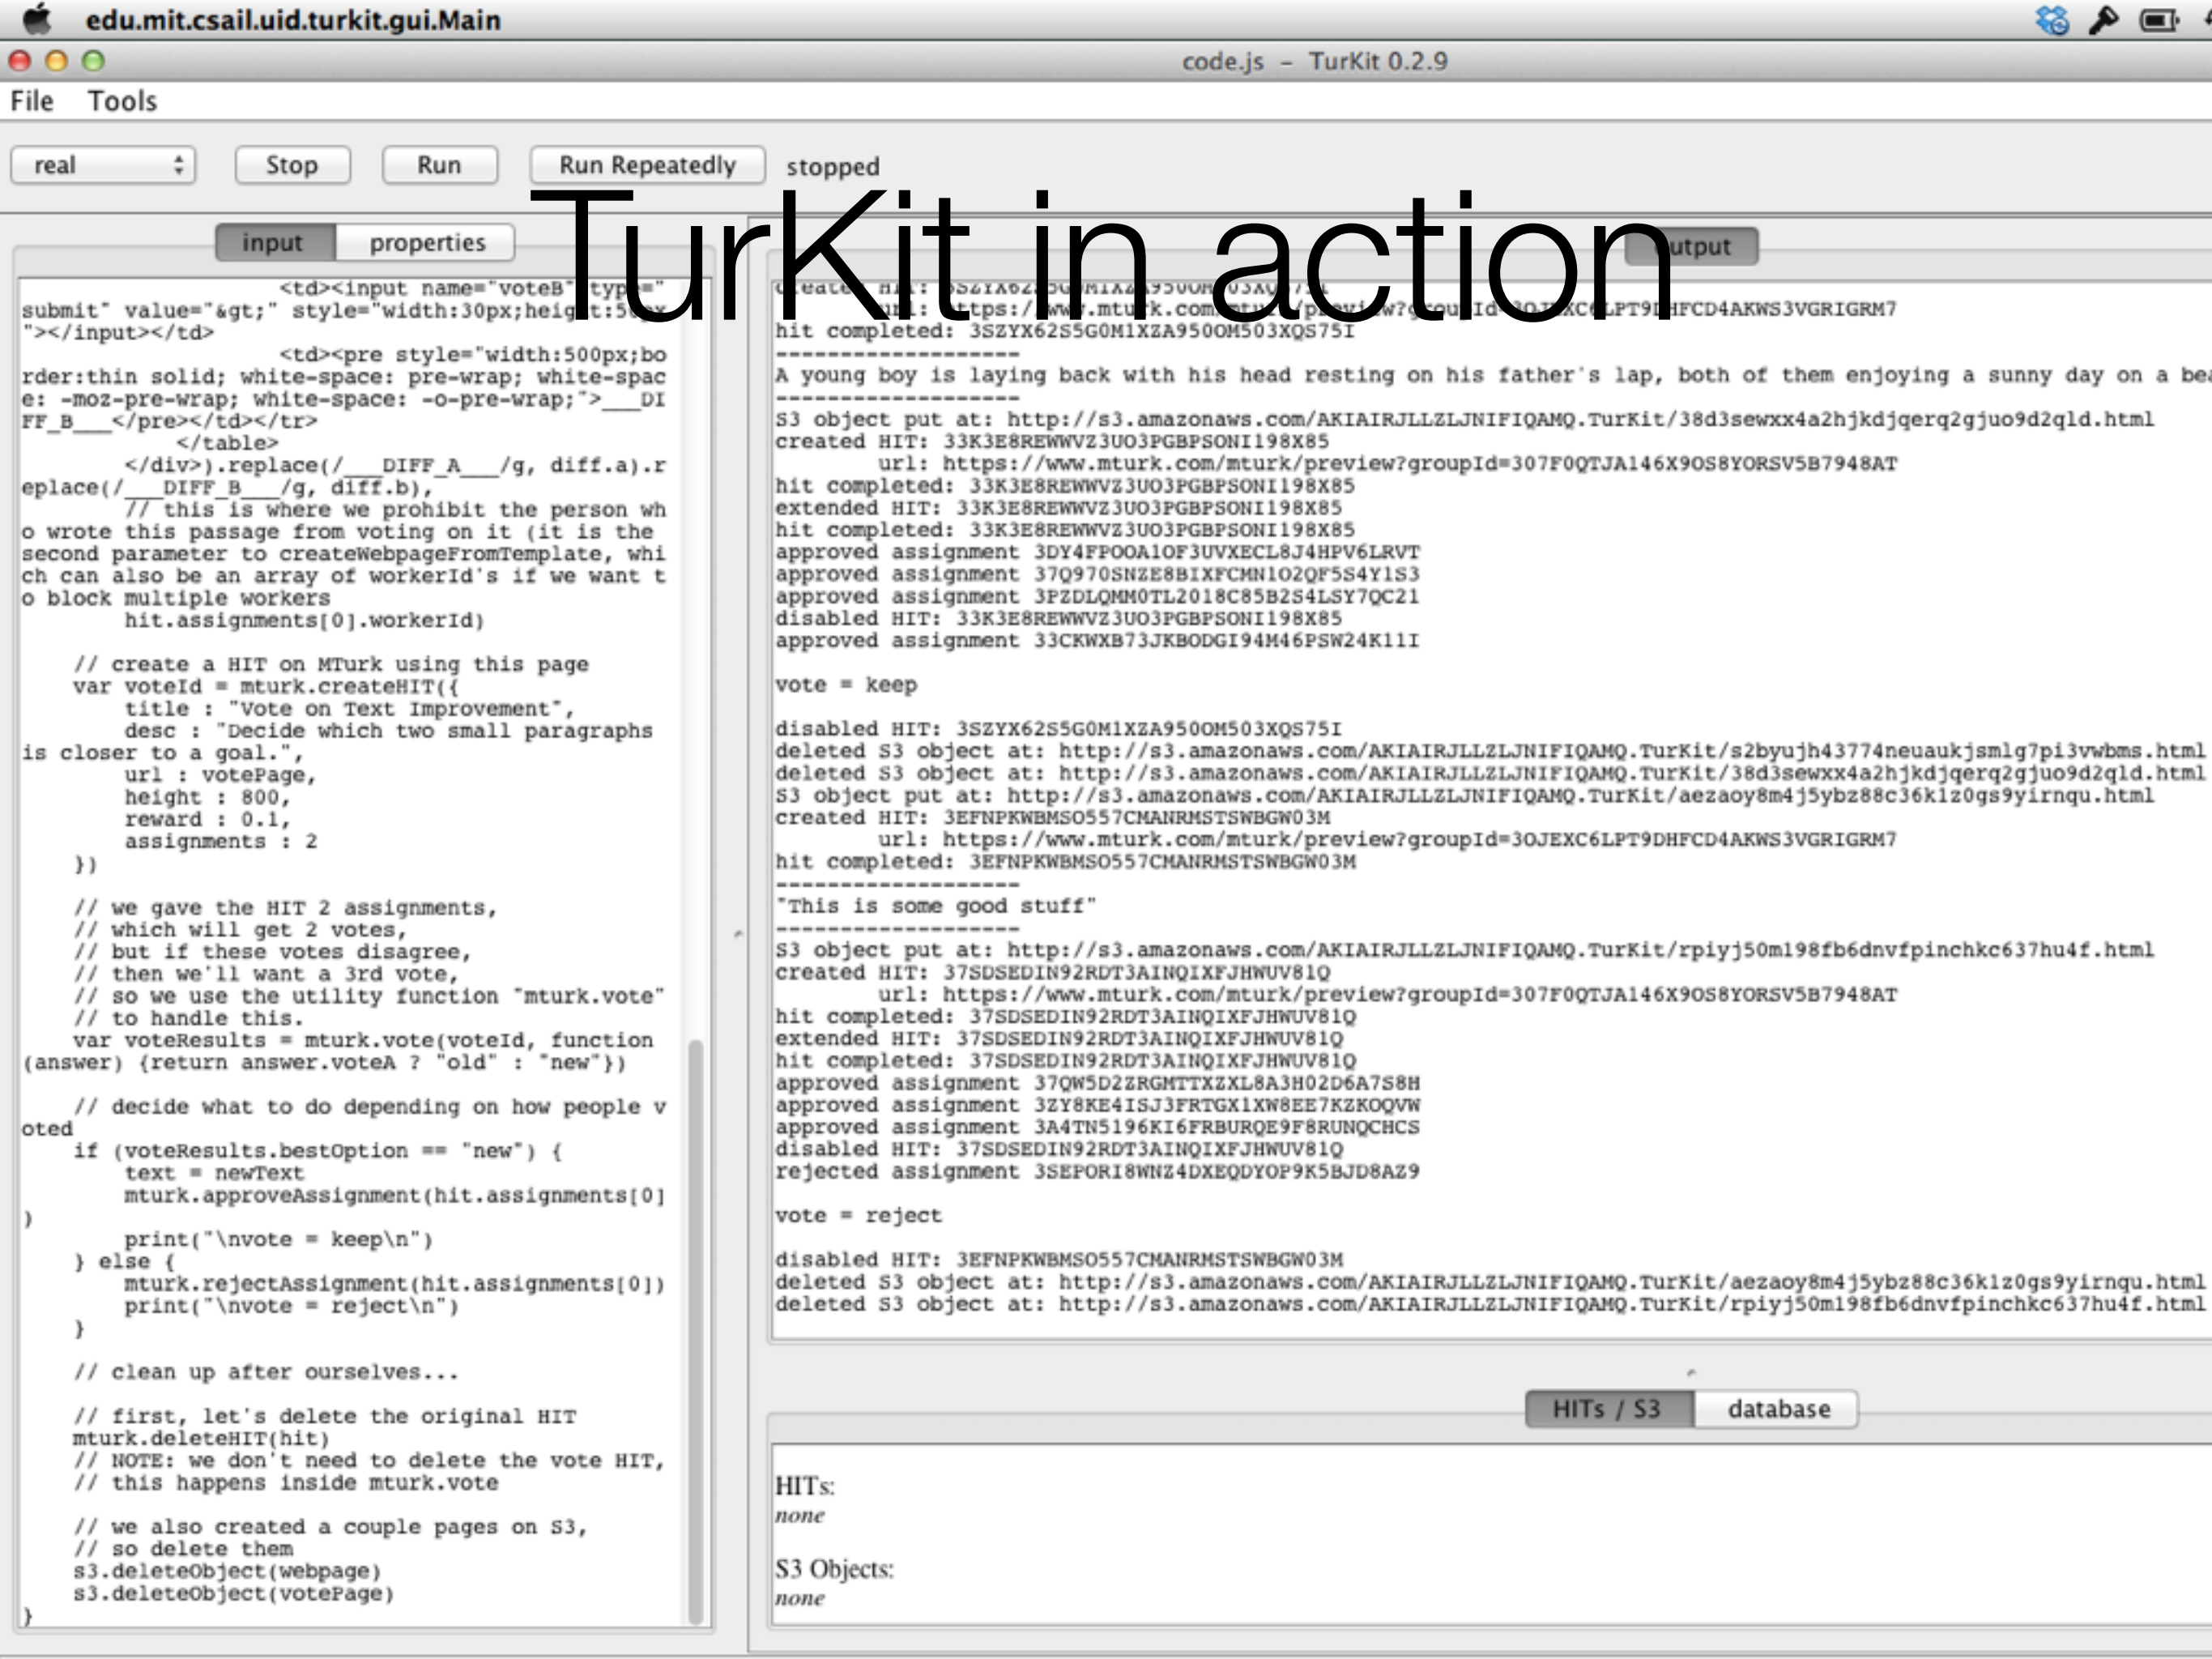 edu.mit.csail.uid.turkit.gui.Main
code.js – TurKit 0.2.9
File Tools
real Stop Run Run Repeatedly stopped
TurKit in action
input properties
<td><input name="voteB" type="
submit" value="&gt;" style="width:30px;height:50px
"></input></td>
<td><pre style="width:500px;bo
rder:thin solid; white-space: pre-wrap; white-spac
e: -moz-pre-wrap; white-space: -o-pre-wrap;">___DI
FF_B___</pre></td></tr>
</table>
</div>).replace(/___DIFF_A___/g, diff.a).r
eplace(/___DIFF_B___/g, diff.b),
// this is where we prohibit the person wh
o wrote this passage from voting on it (it is the
second parameter to createWebpageFromTemplate, whi
ch can also be an array of workerId's if we want t
o block multiple workers
hit.assignments[0].workerId)
// create a HIT on MTurk using this page
var voteId = mturk.createHIT({
title : "Vote on Text Improvement",
desc : "Decide which two small paragraphs
is closer to a goal.",
url : votePage,
height : 800,
reward : 0.1,
assignments : 2
})
// we gave the HIT 2 assignments,
// which will get 2 votes,
// but if these votes disagree,
// then we'll want a 3rd vote,
// so we use the utility function "mturk.vote"
// to handle this.
var voteResults = mturk.vote(voteId, function
(answer) {return answer.voteA ? "old" : "new"})
// decide what to do depending on how people v
oted
if (voteResults.bestOption == "new") {
text = newText
mturk.approveAssignment(hit.assignments[0]
)
print("\nvote = keep\n")
} else {
mturk.rejectAssignment(hit.assignments[0])
print("\nvote = reject\n")
}
// clean up after ourselves...
// first, let's delete the original HIT
mturk.deleteHIT(hit)
// NOTE: we don't need to delete the vote HIT,
// this happens inside mturk.vote
// we also created a couple pages on S3,
// so delete them
s3.deleteObject(webpage)
s3.deleteObject(votePage)
}
output
created HIT: 3SZYX62S5G0M1XZA950OM503XQS75I
url: https://www.mturk.com/mturk/preview?groupId=3OJEXC6LPT9DHFCD4AKWS3VGRIGRM7
hit completed: 3SZYX62S5G0M1XZA950OM503XQS75I
-------------------
A young boy is laying back with his head resting on his father's lap, both of them enjoying a sunny day on a bea
-------------------
S3 object put at: http://s3.amazonaws.com/AKIAIRJLLZLJNIFIQAMQ.TurKit/38d3sewxx4a2hjkdjqerq2gjuo9d2qld.html
created HIT: 33K3E8REWWVZ3UO3PGBPSONI198X85
url: https://www.mturk.com/mturk/preview?groupId=307F0QTJA146X9OS8YORSV5B7948AT
hit completed: 33K3E8REWWVZ3UO3PGBPSONI198X85
extended HIT: 33K3E8REWWVZ3UO3PGBPSONI198X85
hit completed: 33K3E8REWWVZ3UO3PGBPSONI198X85
approved assignment 3DY4FPOOA1OF3UVXECL8J4HPV6LRVT
approved assignment 37Q970SNZE8BIXFCMN1O2QF5S4Y1S3
approved assignment 3PZDLQMM0TL2018C85B2S4LSY7QC21
disabled HIT: 33K3E8REWWVZ3UO3PGBPSONI198X85
approved assignment 33CKWXB73JKBODGI94M46PSW24K11I
vote = keep
disabled HIT: 3SZYX62S5G0M1XZA950OM503XQS75I
deleted S3 object at: http://s3.amazonaws.com/AKIAIRJLLZLJNIFIQAMQ.TurKit/s2byujh43774neuaukjsmlg7pi3vwbms.html
deleted S3 object at: http://s3.amazonaws.com/AKIAIRJLLZLJNIFIQAMQ.TurKit/38d3sewxx4a2hjkdjqerq2gjuo9d2qld.html
S3 object put at: http://s3.amazonaws.com/AKIAIRJLLZLJNIFIQAMQ.TurKit/aezaoy8m4j5ybz88c36k1z0gs9yirnqu.html
created HIT: 3EFNPKWBMSO557CMANRMSTSWBGW03M
url: https://www.mturk.com/mturk/preview?groupId=3OJEXC6LPT9DHFCD4AKWS3VGRIGRM7
hit completed: 3EFNPKWBMSO557CMANRMSTSWBGW03M
-------------------
"This is some good stuff"
-------------------
S3 object put at: http://s3.amazonaws.com/AKIAIRJLLZLJNIFIQAMQ.TurKit/rpiyj50m198fb6dnvfpinchkc637hu4f.html
created HIT: 37SDSEDIN92RDT3AINQIXFJHWUV81Q
url: https://www.mturk.com/mturk/preview?groupId=307F0QTJA146X9OS8YORSV5B7948AT
hit completed: 37SDSEDIN92RDT3AINQIXFJHWUV81Q
extended HIT: 37SDSEDIN92RDT3AINQIXFJHWUV81Q
hit completed: 37SDSEDIN92RDT3AINQIXFJHWUV81Q
approved assignment 37QW5D2ZRGMTTXZXL8A3H02D6A7S8H
approved assignment 3ZY8KE4ISJ3FRTGX1XW8EE7KZKOQVW
approved assignment 3A4TN5196KI6FRBURQE9F8RUNQCHCS
disabled HIT: 37SDSEDIN92RDT3AINQIXFJHWUV81Q
rejected assignment 3SEPORI8WNZ4DXEQDYOP9K5BJD8AZ9
vote = reject
disabled HIT: 3EFNPKWBMSO557CMANRMSTSWBGW03M
deleted S3 object at: http://s3.amazonaws.com/AKIAIRJLLZLJNIFIQAMQ.TurKit/aezaoy8m4j5ybz88c36k1z0gs9yirnqu.html
deleted S3 object at: http://s3.amazonaws.com/AKIAIRJLLZLJNIFIQAMQ.TurKit/rpiyj50m198fb6dnvfpinchkc637hu4f.html
HITs / S3 database
HITs:
none
S3 Objects:
none